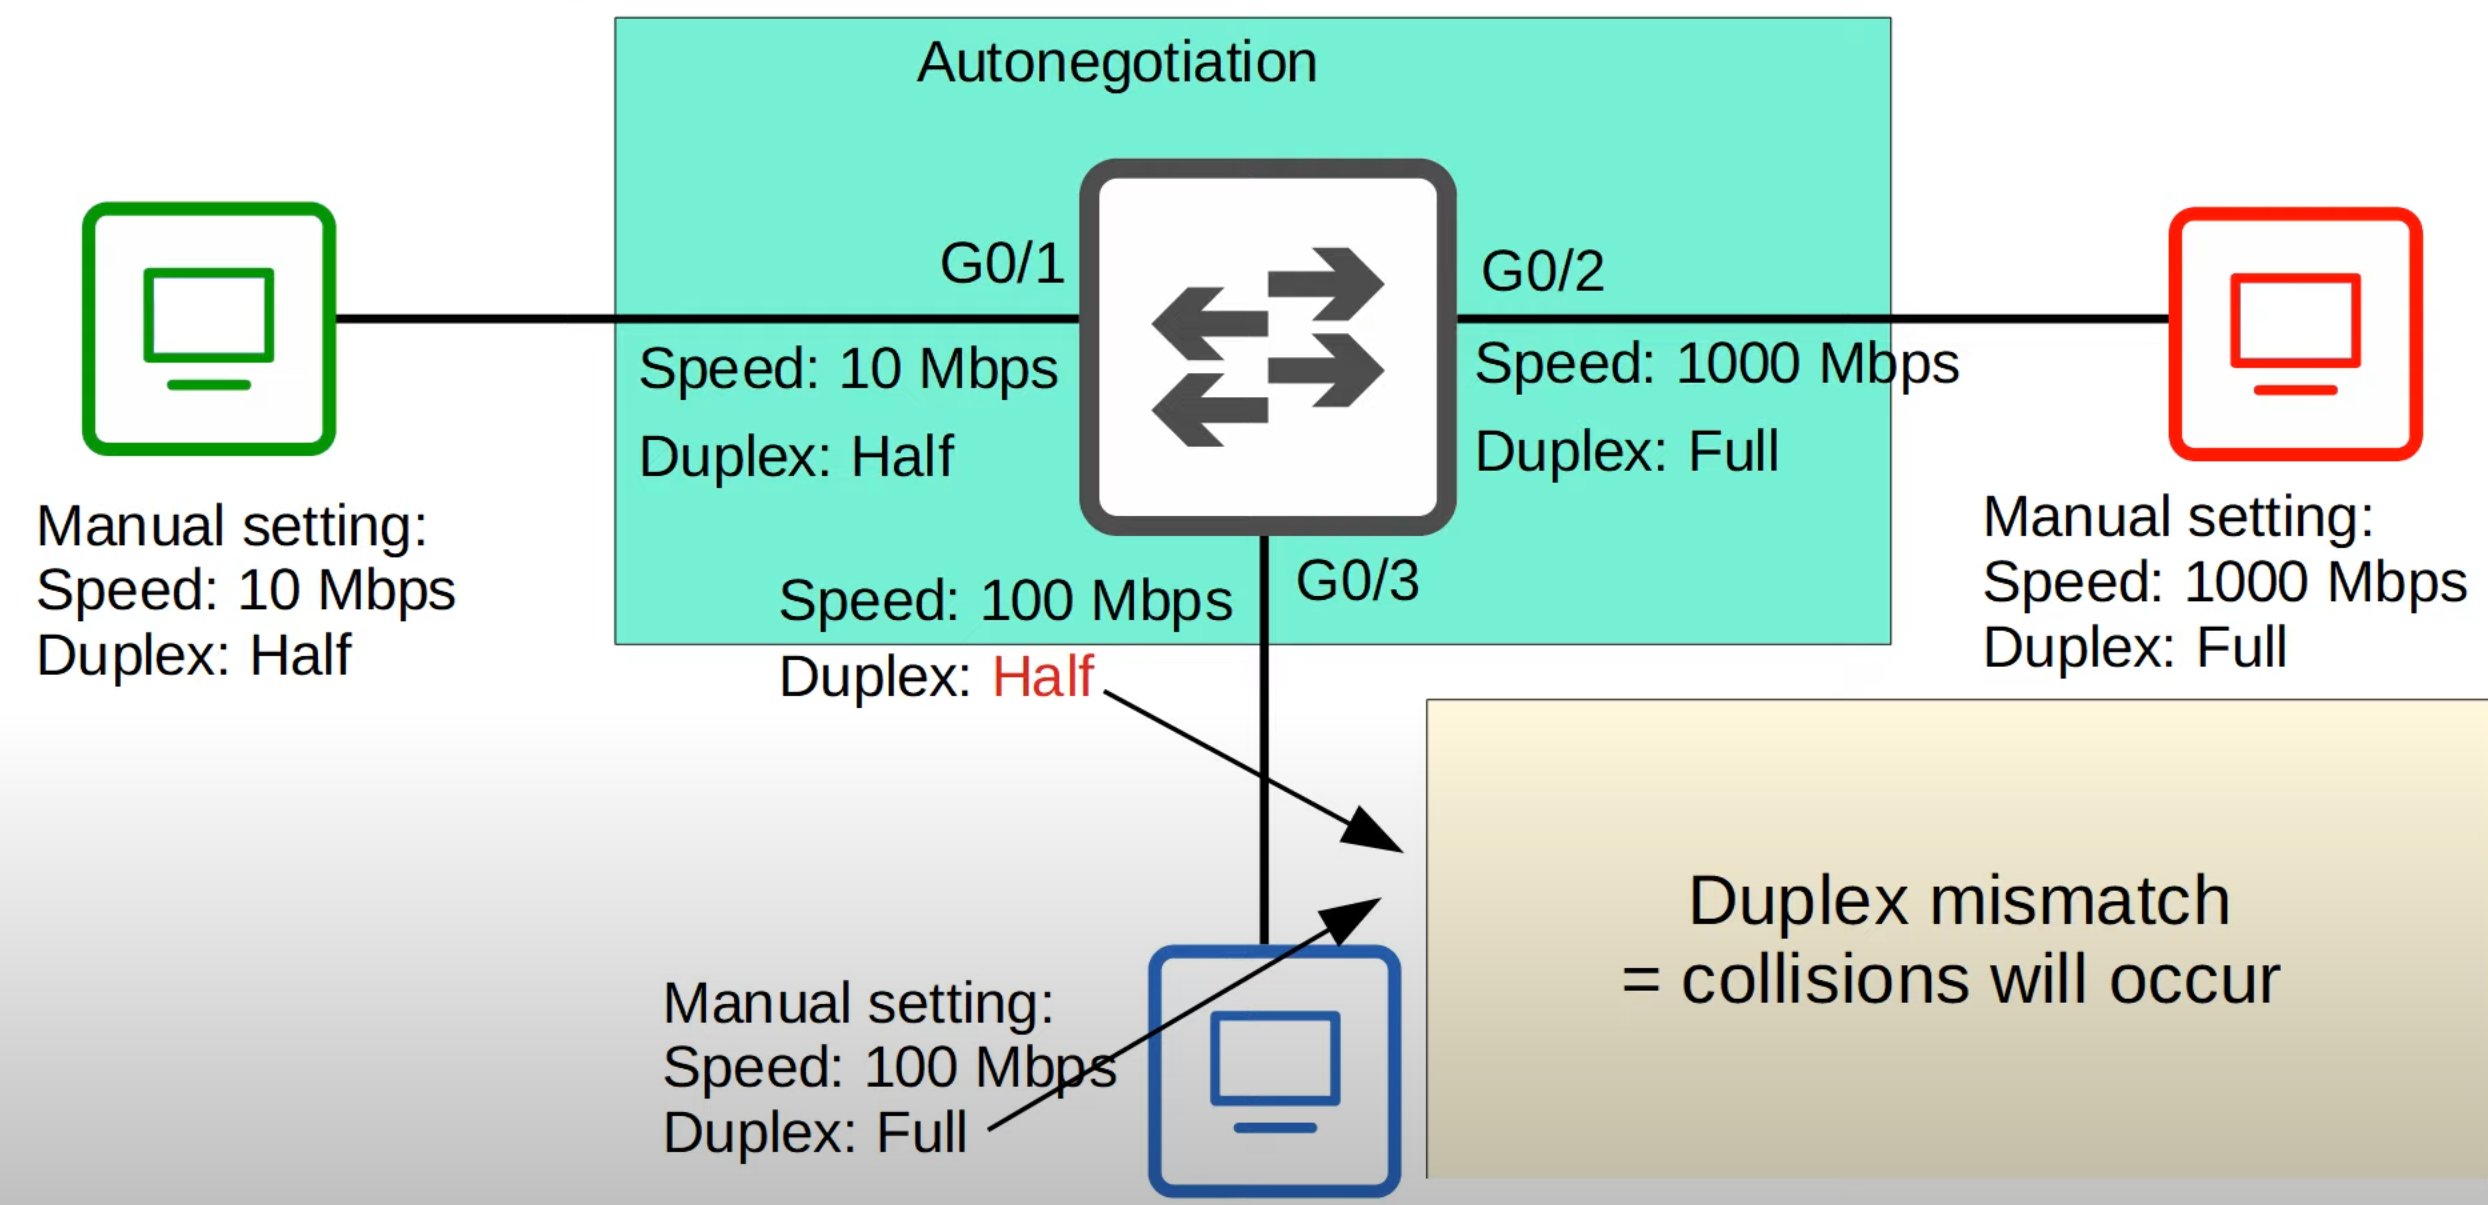 Autonegotiation
G0/1
G0/2
Speed: 10 Mbps
Duplex: Half
Speed: 1000 Mbps
Duplex: Full
Manual setting:
Speed: 10 Mbps
Duplex: Half
Manual setting:
Speed: 1000 Mbps
Duplex: Full
G0/3
Speed: 100 Mbps
Duplex: Half
Duplex mismatch
= collisions will occur
Manual setting:
Speed: 100 Mbps
Duplex: Full